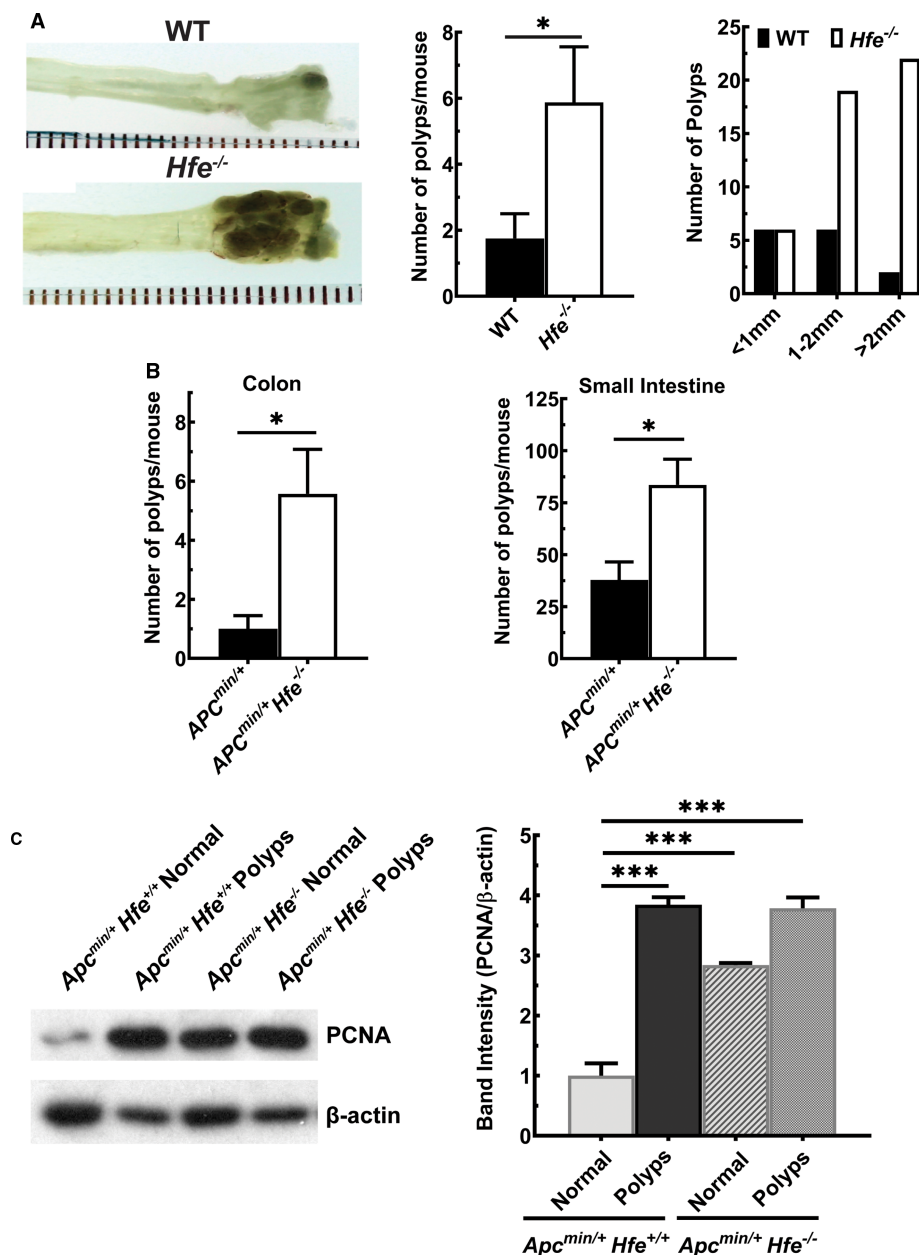 A
WT
Hfe-/-
Number of polyps/mouse
8
6
4
2
0
*
WT
Hfe-/-
Number of Polyps
25
20
15
10
5
0
WT Hfe-/-
<1mm
1-2mm
>2mm
B
Colon
Number of polyps/mouse
8
6
4
2
0
*
APCmin/+
APCmin/+ Hfe-/-
Small Intestine
Number of polyps/mouse
125
100
75
50
25
0
*
APCmin/+
APCmin/+ Hfe-/-
C
Apcmin/+ Hfe+/+ Normal
Apcmin/+ Hfe+/+ Polyps
Apcmin/+ Hfe-/- Normal
Apcmin/+ Hfe-/- Polyps
PCNA
β-actin
Band Intensity (PCNA/β-actin)
5
4
3
2
1
0
***
***
***
Normal
Polyps
Normal
Polyps
Apcmin/+ Hfe+/+
Apcmin/+ Hfe-/-